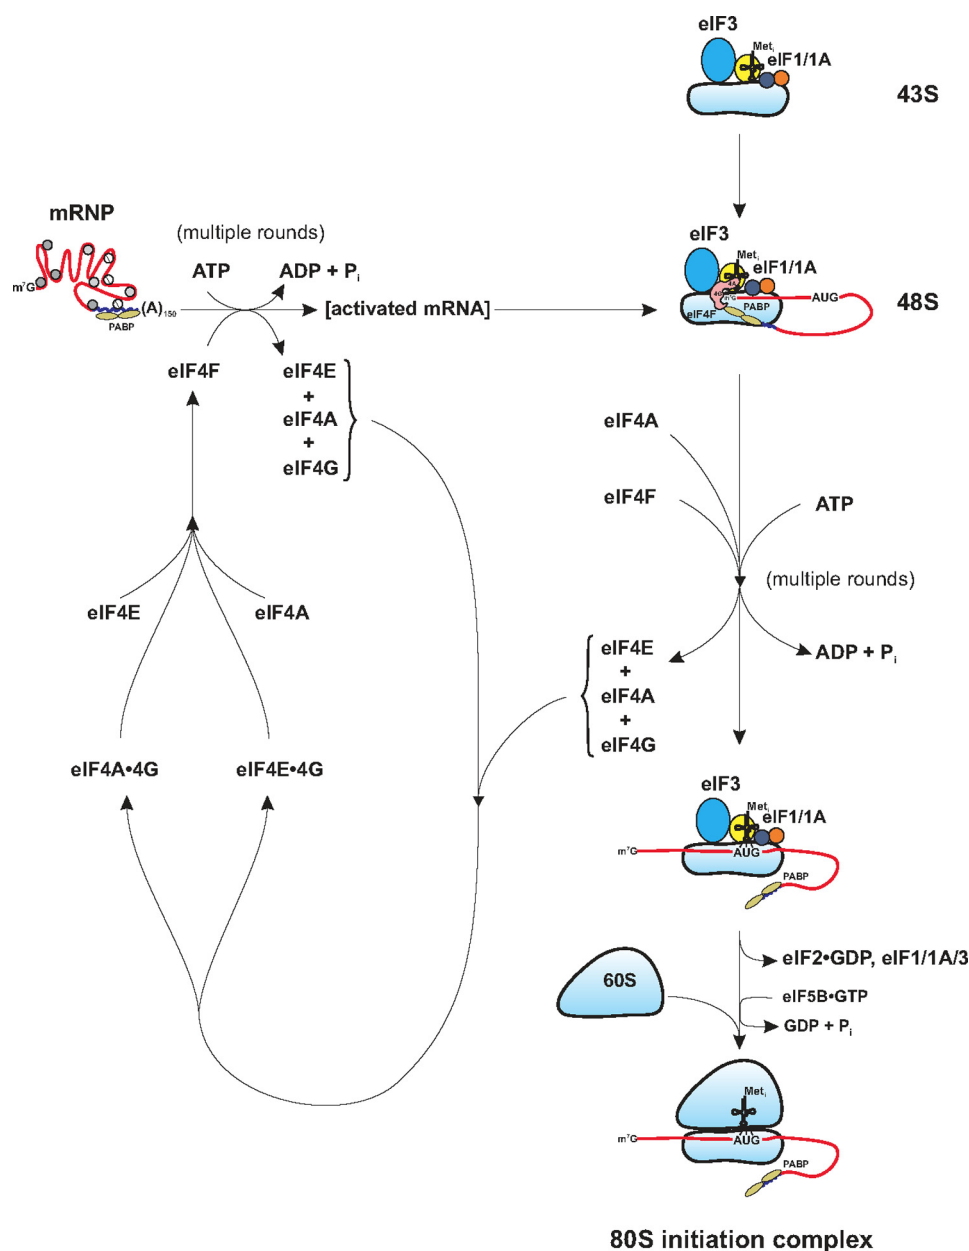 eIF3
Met i
eIF1/1A
43S
mRNP
(multiple rounds)
ATP
ADP + Pi
m7G
(A)150
PABP
[activated mRNA]
eIF3
Met i
eIF1/1A
4A
4G
m7G
PABP
AUG
eIF4F
48S
eIF4F
eIF4E
+
eIF4A
+
eIF4G
eIF4A
eIF4F
ATP
(multiple rounds)
eIF4E
eIF4A
eIF4E
+
eIF4A
+
eIF4G
ADP + Pi
eIF4A•4G
eIF4E•4G
eIF3
Met i
eIF1/1A
m7G
AUG
PABP
60S
eIF2•GDP, eIF1/1A/3
eIF5B•GTP
GDP + Pi
Met i
m7G
AUG
PABP
80S initiation complex